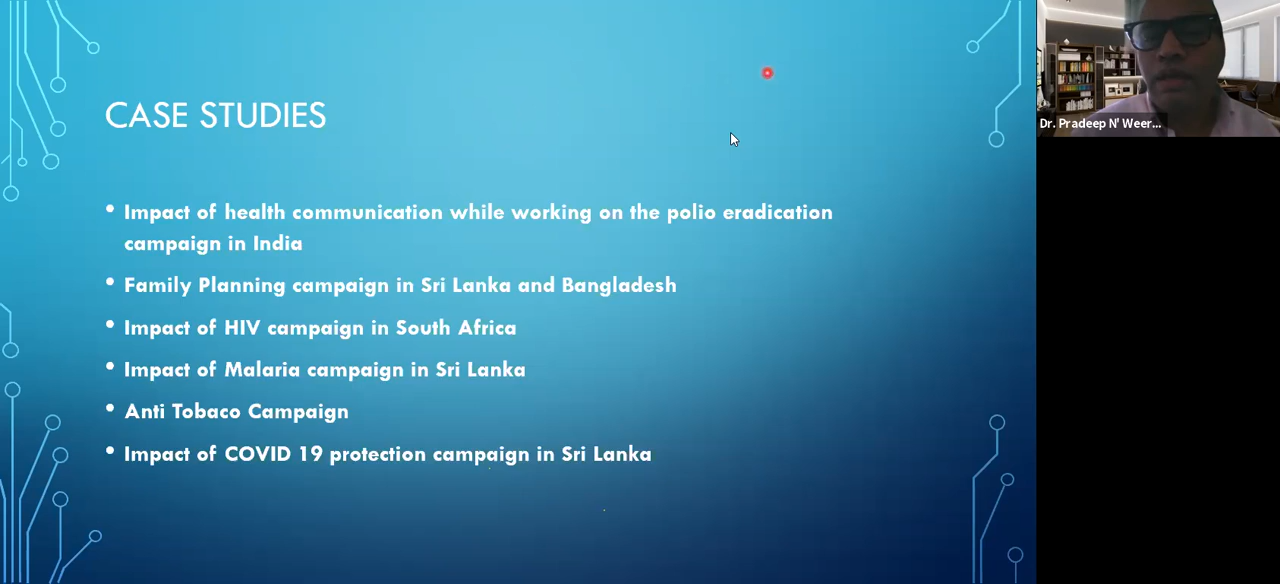 CASE STUDIES
• Impact of health communication while working on the polio eradication
campaign in India
• Family Planning campaign in Sri Lanka and Bangladesh
• Impact of HIV campaign in South Africa
• Impact of Malaria campaign in Sri Lanka
• Anti Tobaco Campaign
• Impact of COVID 19 protection campaign in Sri Lanka
Dr. Pradeep N' Weer...